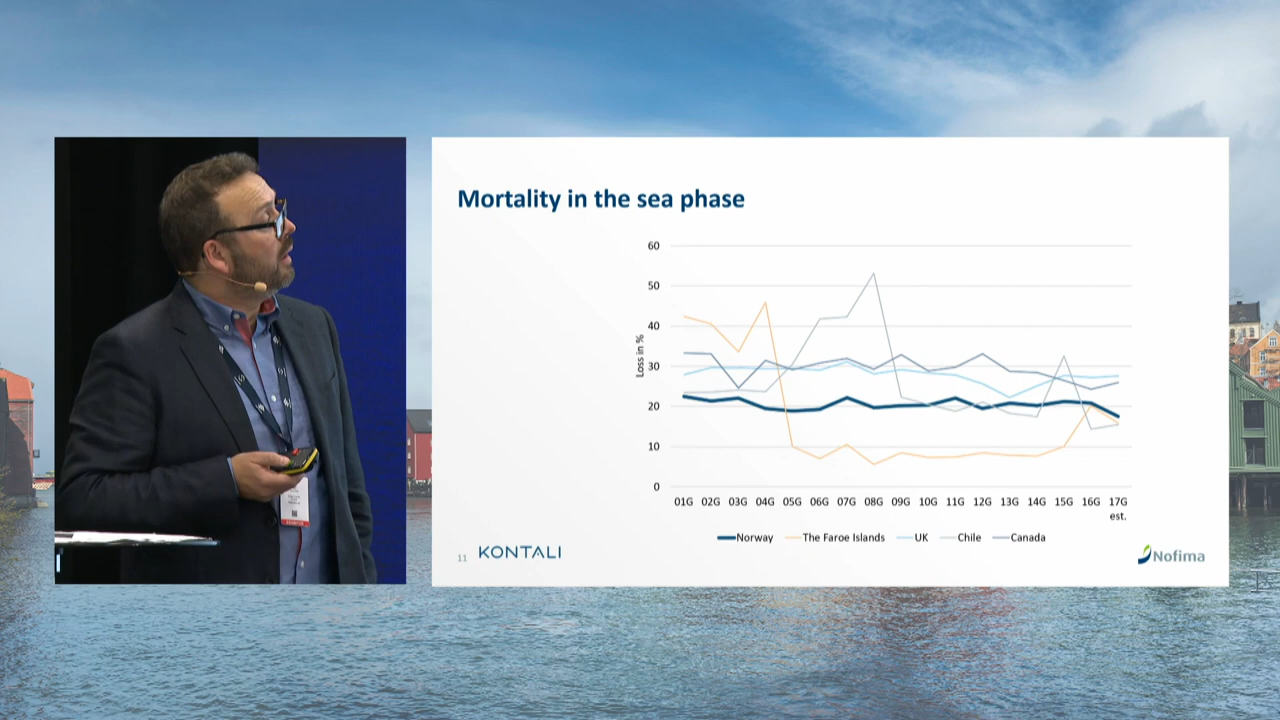 Mortality in the sea phase
Loss in %
60
50
40
30
20
10
0
01G 02G 03G 04G 05G 06G 07G 08G 09G 10G 11G 12G 13G 14G 15G 16G 17G
est.
Norway The Faroe Islands UK Chile Canada
11 KONTALI
Nofima